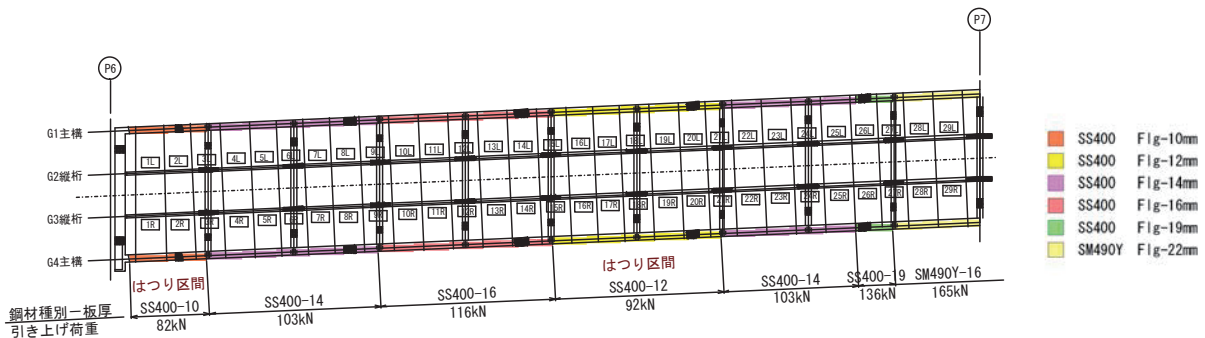 P6
P7
G1主構
G2縦桁
G3縦桁
G4主構
1L 2L 3L 4L 5L 6L 7L 8L 9L 10L 11L 12L 13L 14L 15L 16L 17L 18L 19L 20L 21L 22L 23L 24L 25L 26L 27L 28L 29L
1R 2R 4R 5R 7R 8R 9R 10R 11R 12R 13R 14R 15R 16R 17R 18R 19R 20R 21R 22R 23R 24R 25R 26R 28R 29R
はつり区間
はつり区間
鋼材種別ー板厚
SS400-10 SS400-14 SS400-16 SS400-12 SS400-14 SS400-19 SM490Y-16
引き上げ荷重
82kN 103kN 116kN 92kN 103kN 136kN 165kN
SS400 Flg-10mm
SS400 Flg-12mm
SS400 Flg-14mm
SS400 Flg-16mm
SS400 Flg-19mm
SM490Y Flg-22mm